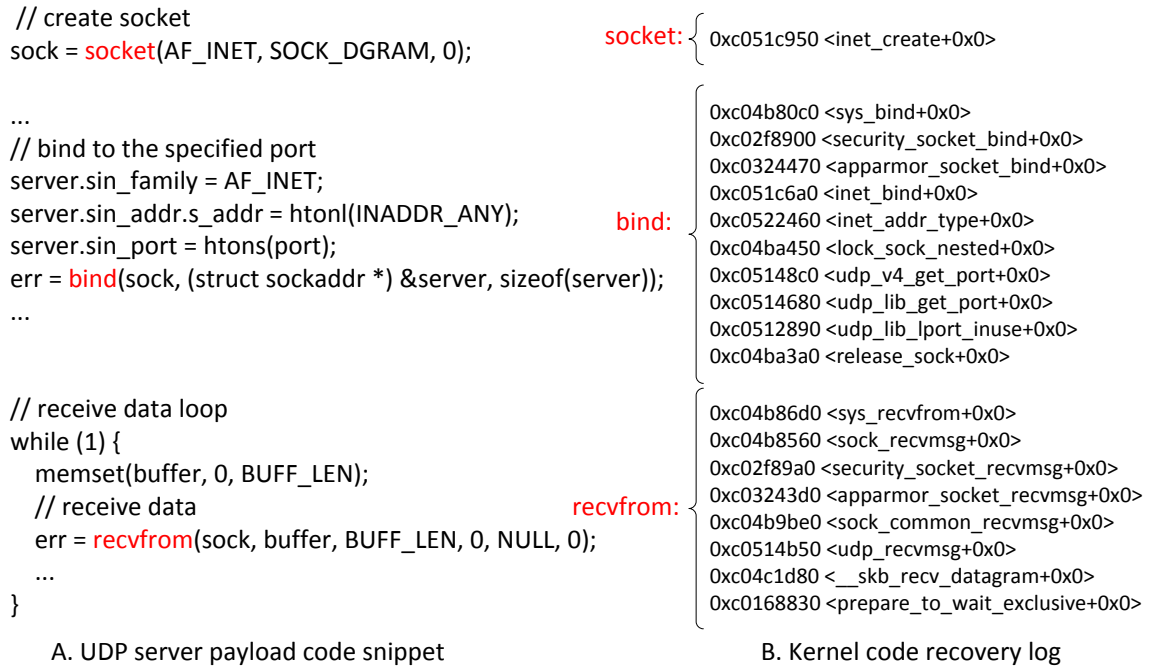 // create socket
sock = socket(AF_INET, SOCK_DGRAM, 0);
...
// bind to the specified port
server.sin_family = AF_INET;
server.sin_addr.s_addr = htonl(INADDR_ANY);
server.sin_port = htons(port);
err = bind(sock, (struct sockaddr *) &server, sizeof(server));
...
// receive data loop
while (1) {
memset(buffer, 0, BUFF_LEN);
// receive data
err = recvfrom(sock, buffer, BUFF_LEN, 0, NULL, 0);
...
}
A. UDP server payload code snippet
socket:
0xc051c950 <inet_create+0x0>
bind:
0xc04b80c0 <sys_bind+0x0>
0xc02f8900 <security_socket_bind+0x0>
0xc0324470 <apparmor_socket_bind+0x0>
0xc051c6a0 <inet_bind+0x0>
0xc0522460 <inet_addr_type+0x0>
0xc04ba450 <lock_sock_nested+0x0>
0xc05148c0 <udp_v4_get_port+0x0>
0xc0514680 <udp_lib_get_port+0x0>
0xc0512890 <udp_lib_lport_inuse+0x0>
0xc04ba3a0 <release_sock+0x0>
recvfrom:
0xc04b86d0 <sys_recvfrom+0x0>
0xc04b8560 <sock_recvmsg+0x0>
0xc02f89a0 <security_socket_recvmsg+0x0>
0xc03243d0 <apparmor_socket_recvmsg+0x0>
0xc04b9be0 <sock_common_recvmsg+0x0>
0xc0514b50 <udp_recvmsg+0x0>
0xc04c1d80 <__skb_recv_datagram+0x0>
0xc0168830 <prepare_to_wait_exclusive+0x0>
B. Kernel code recovery log